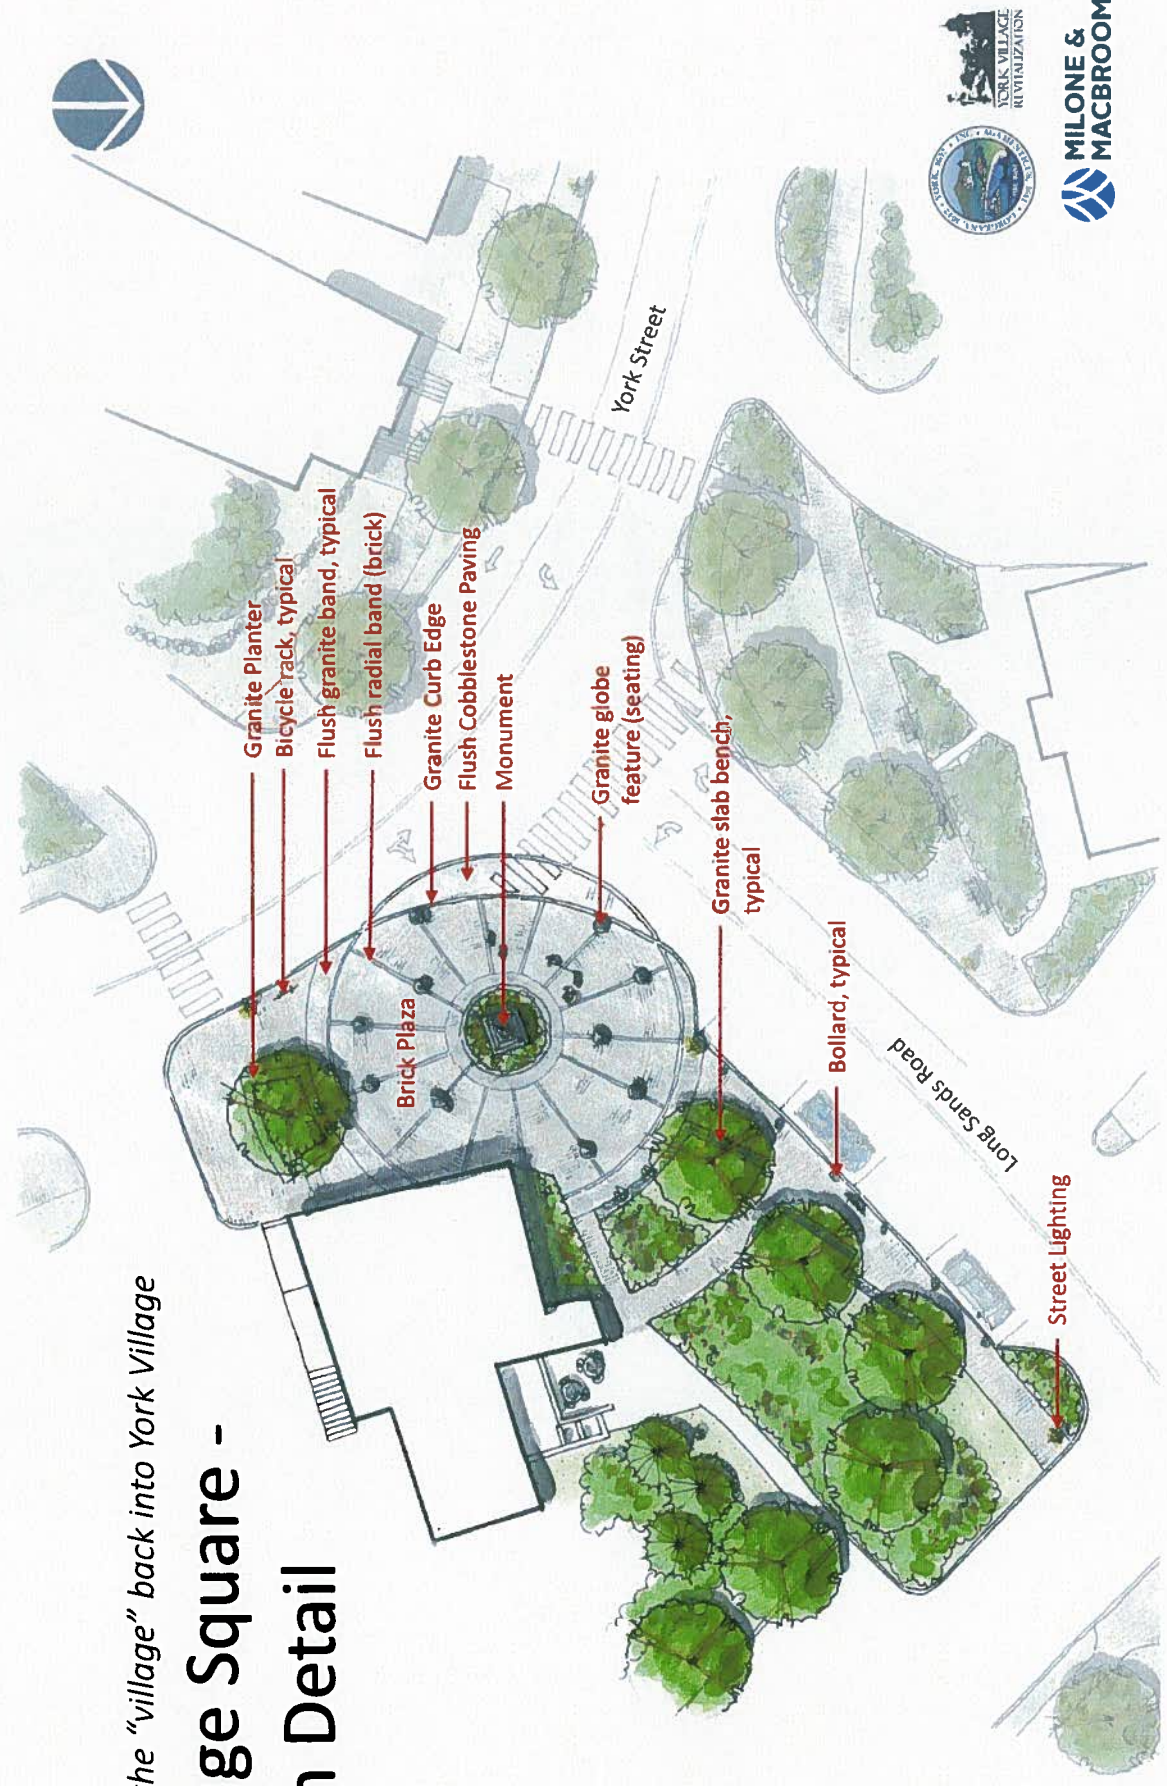 he “village” back into York Village
ge Square -
Detail
Granite Planter
Bicycle rack, typical
Flush granite band, typical
Flush radial band (brick)
Granite Curb Edge
Flush Cobblestone Paving
Monument
Granite globe
feature (seating)
Granite slab bench,
typical
Bollard, typical
Street Lighting
Brick Plaza
York Street
Long Sands Road
YORK VILLAGE
REVITALIZATION
MILONE &
MACBROOM